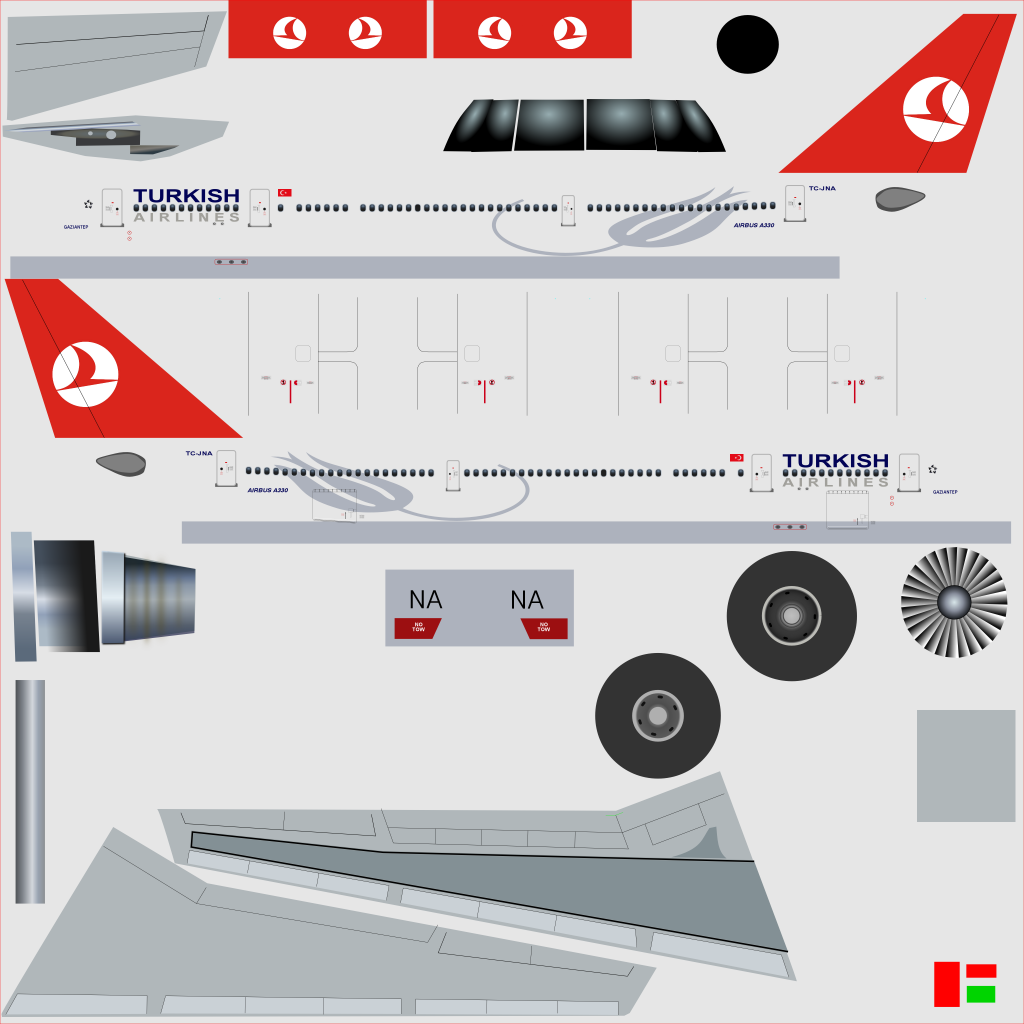 TURKISH
AIRLINES
TC-JNA
GAZIANTEP
AIRBUS A330
TC-JNA
TURKISH
AIRLINES
AIRBUS A330
GAZIANTEP
NA NA
NO TOW
NO TOW